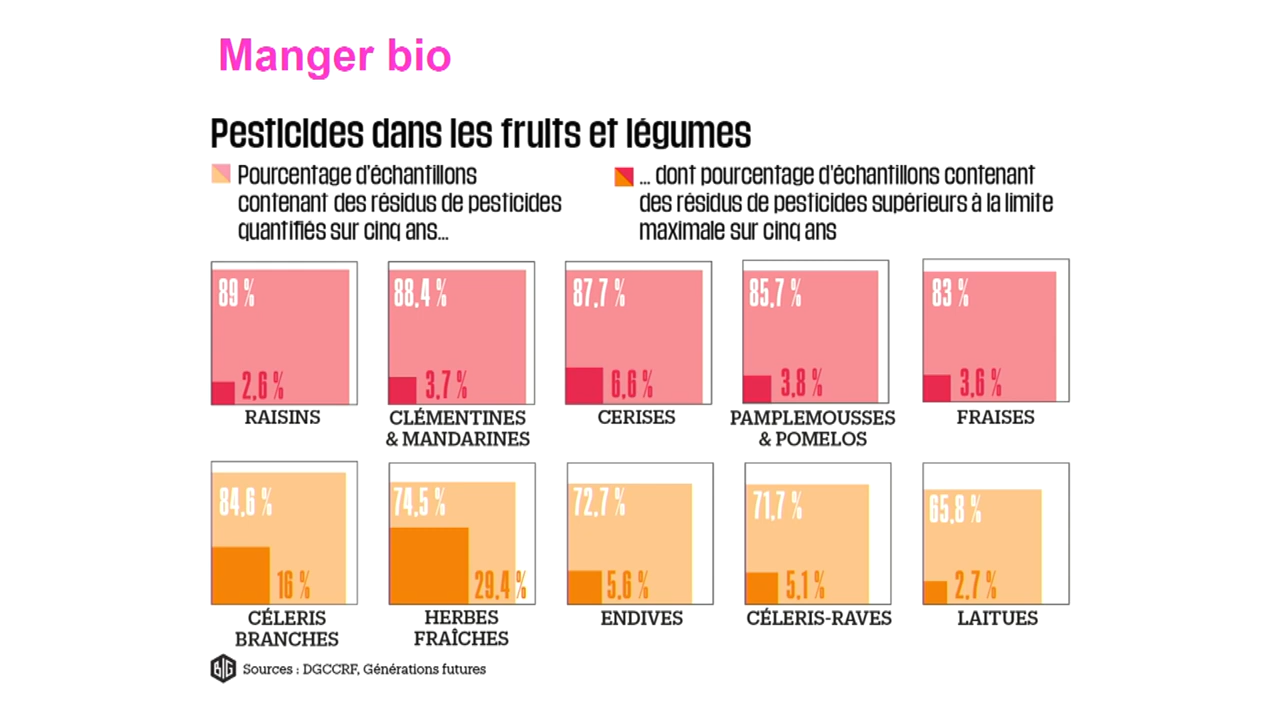 Manger bio
Pesticides dans les fruits et légumes
Pourcentage d'échantillons
contenant des résidus de pesticides
quantifiés sur cinq ans...
... dont pourcentage d'échantillons contenant
des résidus de pesticides supérieurs à la limite
maximale sur cinq ans
89 %
2,6 %
RAISINS
88,4 %
3,7 %
CLÉMENTINES
& MANDARINES
87,7 %
6,6 %
CERISES
85,7 %
3,8 %
PAMPLEMOUSSES
& POMELOS
83 %
3,6 %
FRAISES
84,6 %
16 %
CÉLERIS
BRANCHES
74,5 %
29,4 %
HERBES
FRAÎCHES
72,7 %
5,6 %
ENDIVES
71,7 %
5,1 %
CÉLERIS-RAVES
65,8 %
2,7 %
LAITUES
BIG Sources : DGCCRF, Générations futures